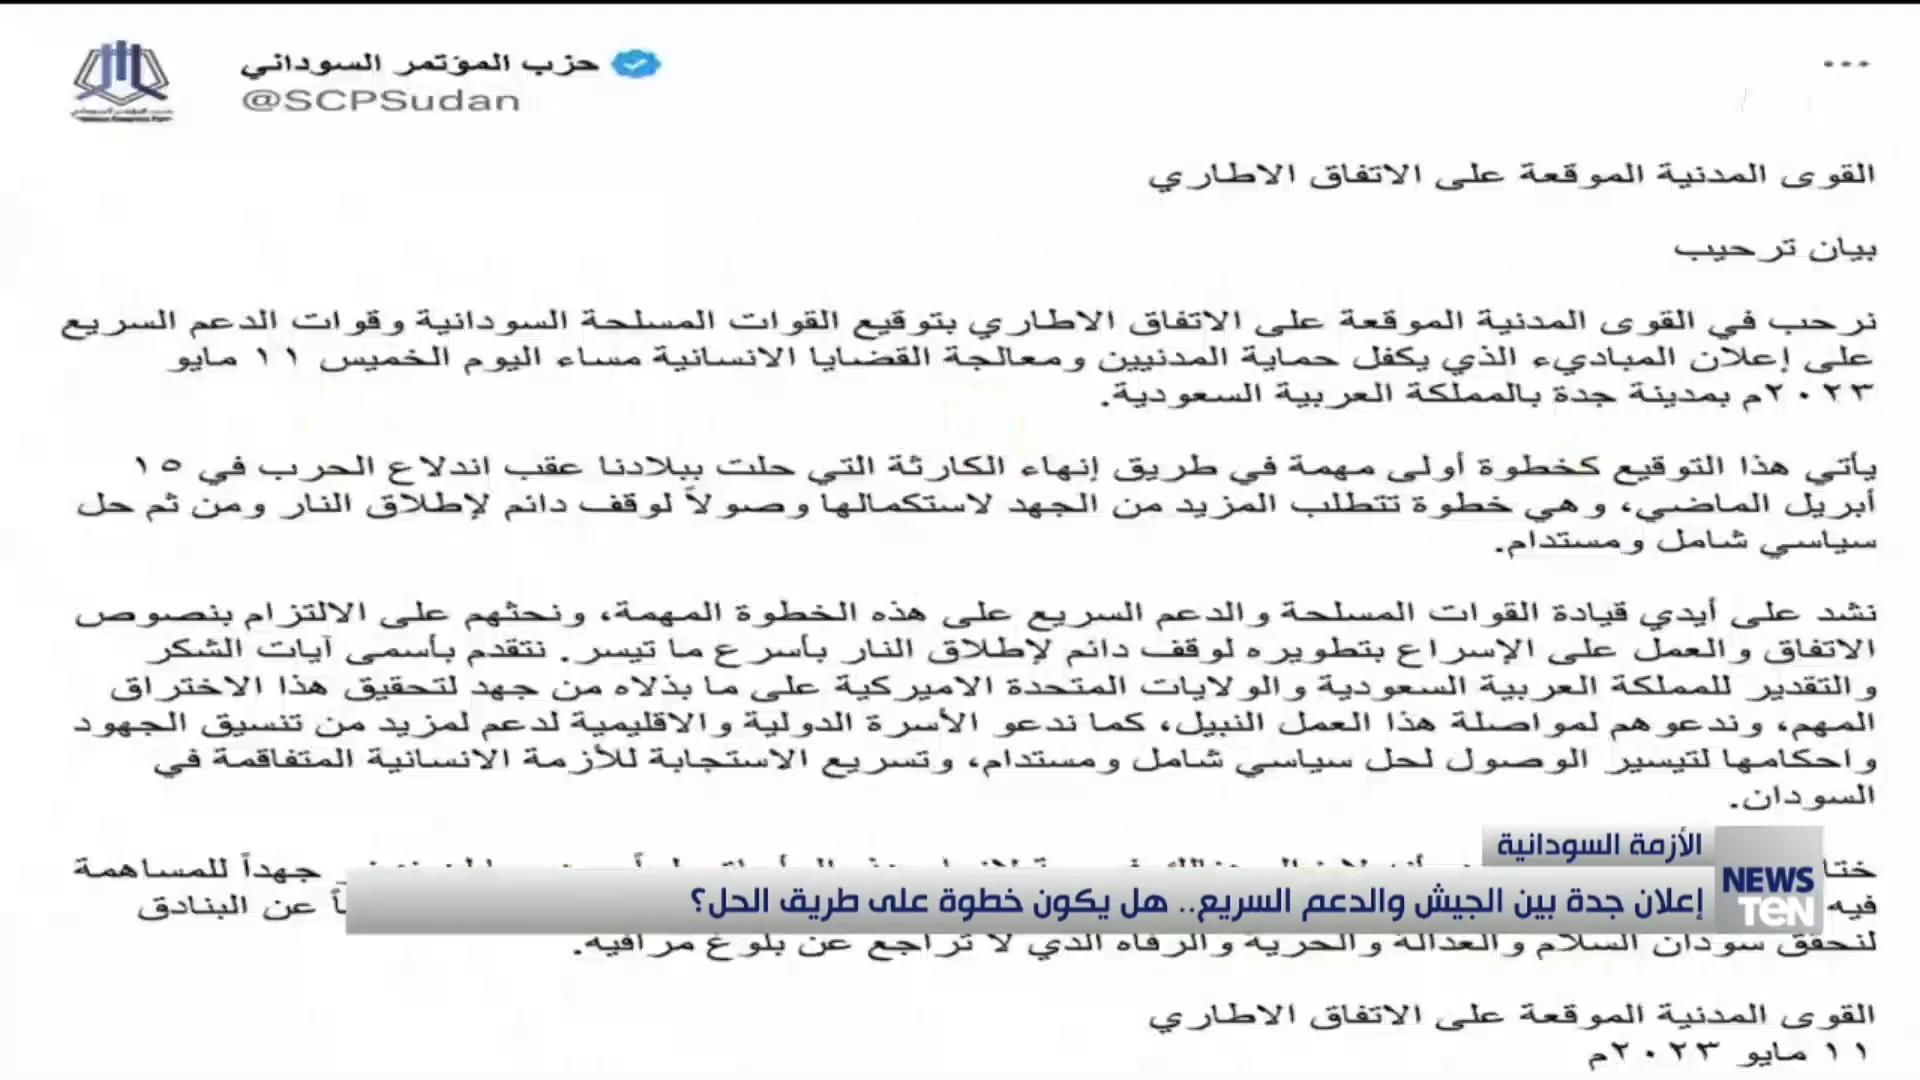 حزب المؤتمر السوداني
@SCPSudan
القوى المدنية الموقعة على الاتفاق الاطاري
بيان ترحيب
نرحب في القوى المدنية الموقعة على الاتفاق الاطاري بتوقيع القوات المسلحة السودانية وقوات الدعم السريع
على إعلان المباديء الذي يكفل حماية المدنيين ومعالجة القضايا الانسانية مساء اليوم الخميس ١١ مايو
٢٠٢٣م بمدينة جدة بالمملكة العربية السعودية.
يأتي هذا التوقيع كخطوة أولى مهمة في طريق إنهاء الكارثة التي حلت ببلادنا عقب اندلاع الحرب في ١٥
أبريل الماضي، وهي خطوة تتطلب المزيد من الجهد لاستكمالها وصولاً لوقف دائم لإطلاق النار ومن ثم حل
سياسي شامل ومستدام.
نشد على أيدي قيادة القوات المسلحة والدعم السريع على هذه الخطوة المهمة، ونحثهم على الالتزام بنصوص
الاتفاق والعمل على الإسراع بتطويره لوقف دائم لإطلاق النار بأسرع ما تيسر. نتقدم بأسمى آيات الشكر
والتقدير للمملكة العربية السعودية والولايات المتحدة الاميركية على ما بذلاه من جهد لتحقيق هذا الاختراق
المهم، وندعوهم لمواصلة هذا العمل النبيل، كما ندعو الأسرة الدولية والاقليمية لدعم لمزيد من تنسيق الجهود
واحكامها لتيسير الوصول لحل سياسي شامل ومستدام، وتسريع الاستجابة للأزمة الانسانية المتفاقمة في
السودان.
جهداً للمساهمة
فيه عن البنادق
لنحقق سودان السلام والعدالة والحرية والرفاه الذي لا تراجع عن بلوغ مرافيه.
القوى المدنية الموقعة على الاتفاق الاطاري
١١ مايو ٢٠٢٣م
الأزمة السودانية
إعلان جدة بين الجيش والدعم السريع.. هل يكون خطوة على طريق الحل؟
NEWS
TeN